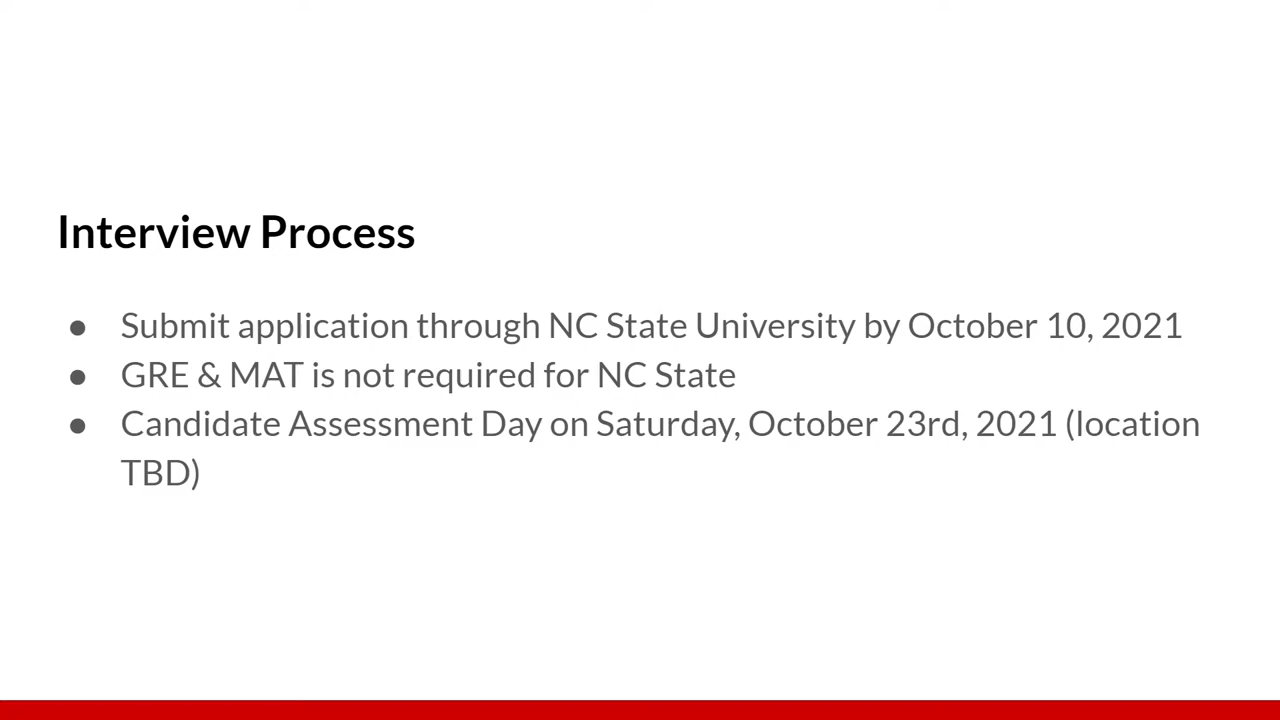 Interview Process
● Submit application through NC State University by October 10, 2021
● GRE & MAT is not required for NC State
● Candidate Assessment Day on Saturday, October 23rd, 2021 (location
TBD)